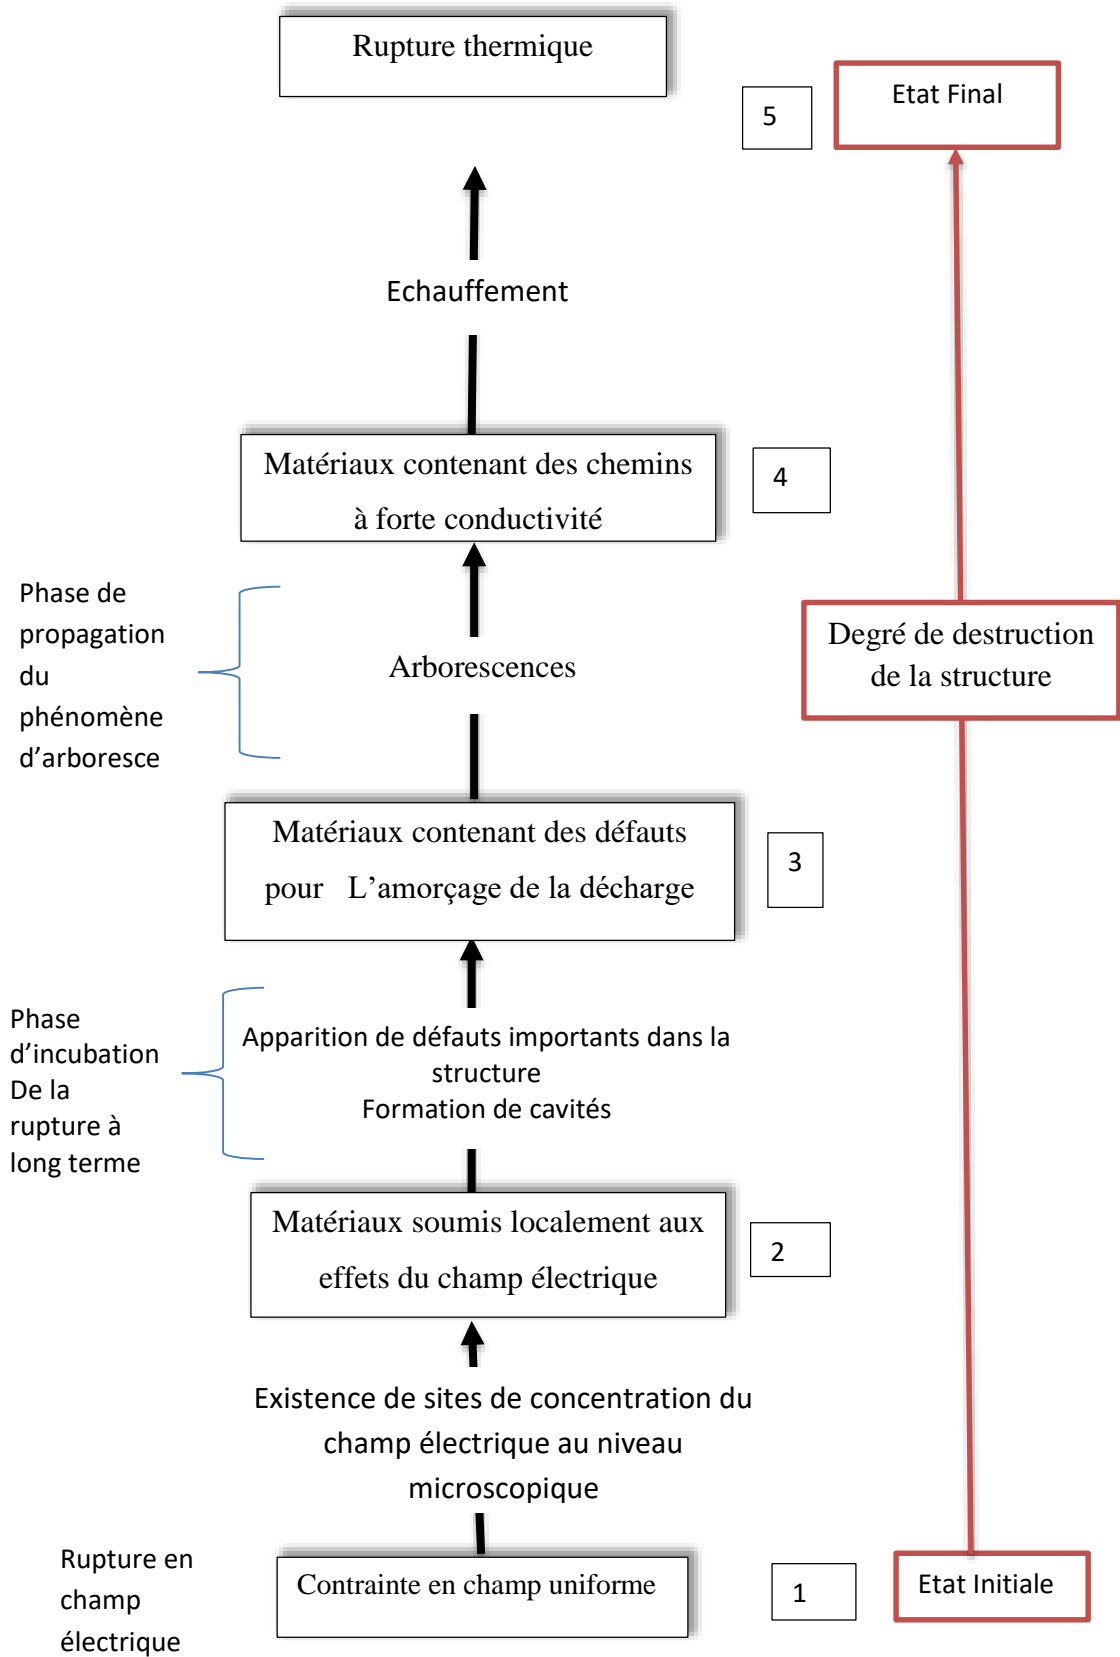 Rupture thermique
5
Etat Final
Echauffement
Matériaux contenant des chemins
à forte conductivité
4
Phase de
propagation
du
phénomène
d’arboresce
Arborescences
Degré de destruction
de la structure
Matériaux contenant des défauts
pour L’amorçage de la décharge
3
Phase
d’incubation
De la
rupture à
long terme
Apparition de défauts importants dans la
structure
Formation de cavités
Matériaux soumis localement aux
effets du champ électrique
2
Existence de sites de concentration du
champ électrique au niveau
microscopique
Rupture en
champ
électrique
Contrainte en champ uniforme
1
Etat Initiale